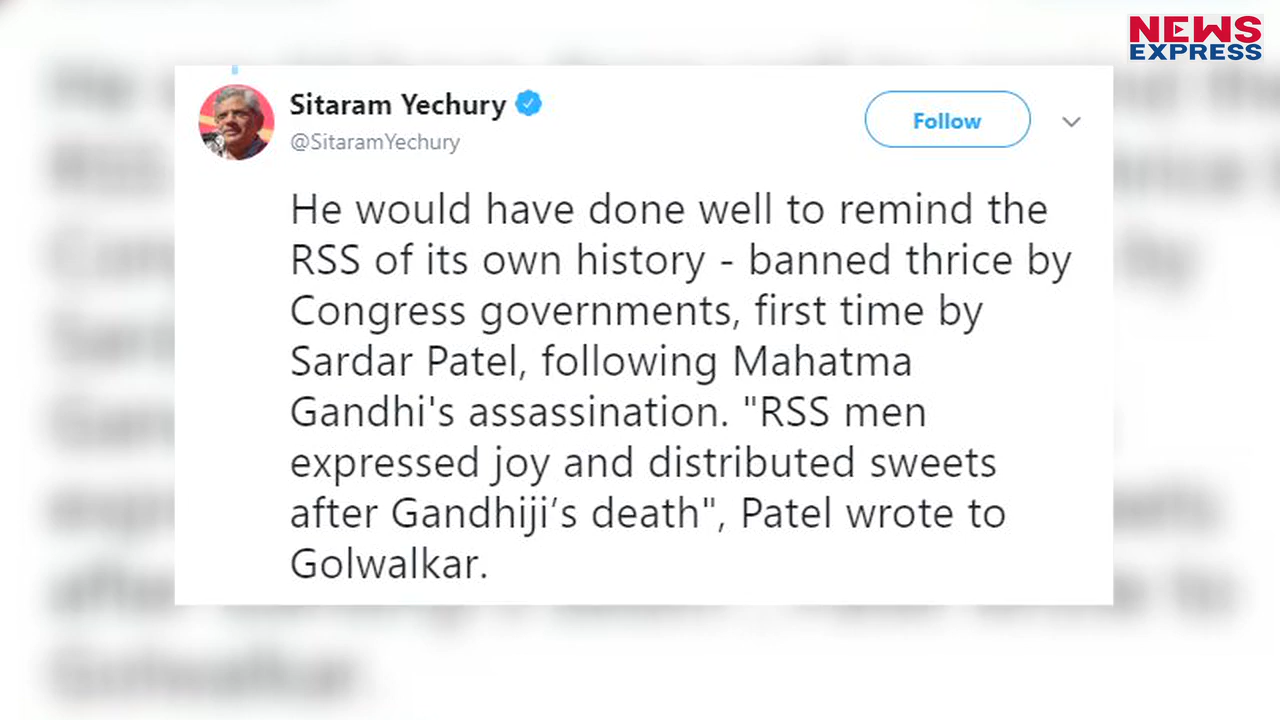 NEWS
EXPRESS
Sitaram Yechury
@SitaramYechury
Follow
He would have done well to remind the
RSS of its own history - banned thrice by
Congress governments, first time by
Sardar Patel, following Mahatma
Gandhi's assassination. "RSS men
expressed joy and distributed sweets
after Gandhiji’s death", Patel wrote to
Golwalkar.